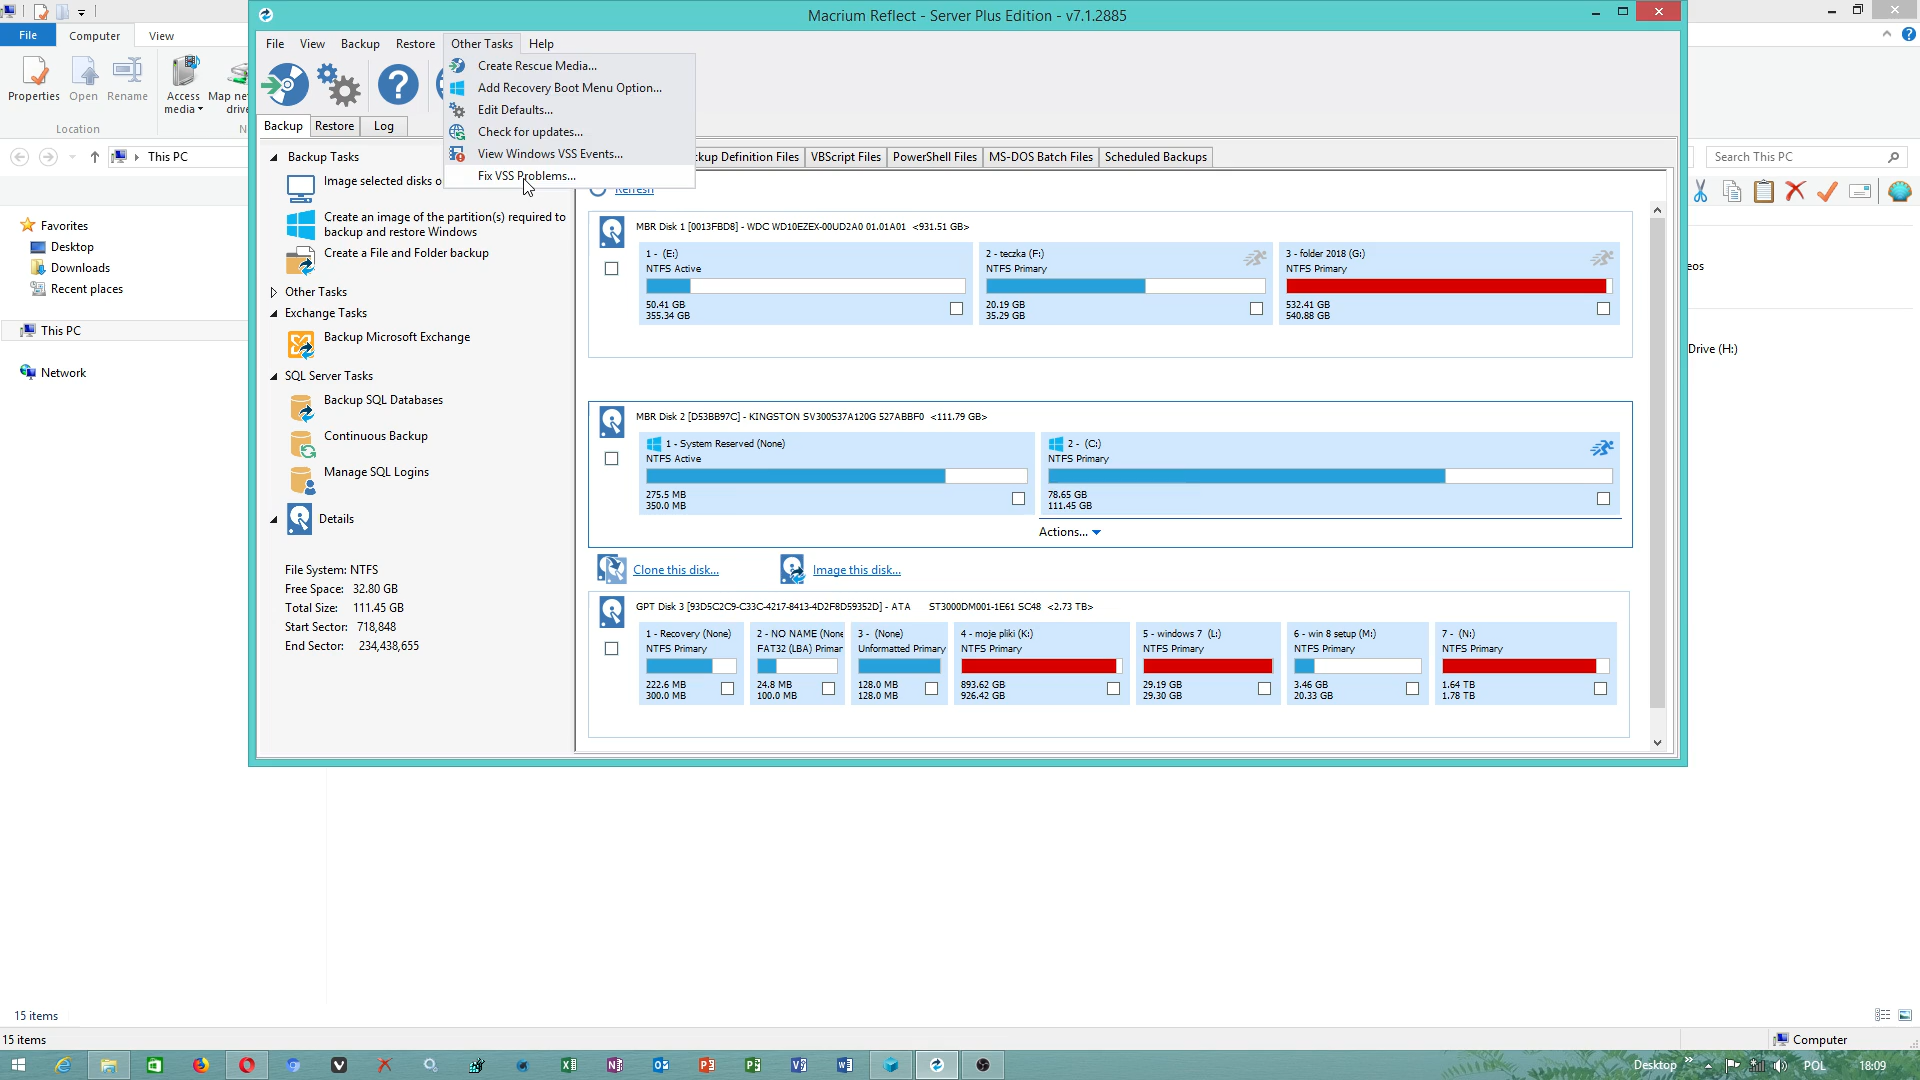 Macrium Reflect - Server Plus Edition - v7.1.2885
File Computer View
Properties Open Rename Access media Map ne drive
Location N
This PC
Search This PC
Favorites
Desktop
Downloads
Recent places
This PC
Network
eos
Drive (H:)
File View Backup Restore Other Tasks Help
Create Rescue Media...
Add Recovery Boot Menu Option...
Edit Defaults...
Check for updates...
View Windows VSS Events...
Fix VSS Problems...
Backup Restore Log
kup Definition Files VBScript Files PowerShell Files MS-DOS Batch Files Scheduled Backups
Refresh
Backup Tasks
Image selected disks o
Create an image of the partition(s) required to
backup and restore Windows
Create a File and Folder backup
Other Tasks
Exchange Tasks
Backup Microsoft Exchange
SQL Server Tasks
Backup SQL Databases
Continuous Backup
Manage SQL Logins
Details
File System: NTFS
Free Space: 32.80 GB
Total Size: 111.45 GB
Start Sector: 718,848
End Sector: 234,438,655
MBR Disk 1 [0013FBD8] - WDC WD10EZEX-00UD2A0 01.01A01 <931.51 GB>
1 - (E:)
NTFS Active
50.41 GB
355.34 GB
2 - teczka (F:)
NTFS Primary
20.19 GB
35.29 GB
3 - folder 2018 (G:)
NTFS Primary
532.41 GB
540.88 GB
MBR Disk 2 [D53BB97C] - KINGSTON SV300S37A120G 527ABBF0 <111.79 GB>
1 - System Reserved (None)
NTFS Active
275.5 MB
350.0 MB
2 - (C:)
NTFS Primary
78.65 GB
111.45 GB
Actions...
Clone this disk... Image this disk...
GPT Disk 3 [93D5C2C9-C33C-4217-8413-4D2F8D59352D] - ATA ST3000DM001-1E61 SC48 <2.73 TB>
1 - Recovery (None)
NTFS Primary
222.6 MB
300.0 MB
2 - NO NAME (None
FAT32 (LBA) Primar
24.8 MB
100.0 MB
3 - (None)
Unformatted Primary
128.0 MB
128.0 MB
4 - moje pliki (K:)
NTFS Primary
893.62 GB
926.42 GB
5 - windows 7 (L:)
NTFS Primary
29.19 GB
29.30 GB
6 - win 8 setup (M:)
NTFS Primary
3.46 GB
20.33 GB
7 - (N:)
NTFS Primary
1.64 TB
1.78 TB
15 items
15 items
Computer
Desktop
POL
18:09